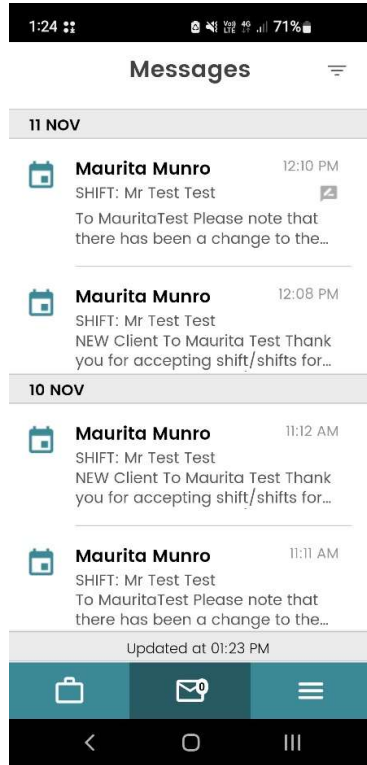 1:24
VoLTE 4G 71%
Messages
11 NOV
Maurita Munro 12:10 PM
SHIFT: Mr Test Test
To MauritaTest Please note that
there has been a change to the...
Maurita Munro 12:08 PM
SHIFT: Mr Test Test
NEW Client To Maurita Test Thank
you for accepting shift/shifts for...
10 NOV
Maurita Munro 11:12 AM
SHIFT: Mr Test Test
NEW Client To Maurita Test Thank
you for accepting shift/shifts for...
Maurita Munro 11:11 AM
SHIFT: Mr Test Test
To MauritaTest Please note that
there has been a change to the...
Updated at 01:23 PM
0